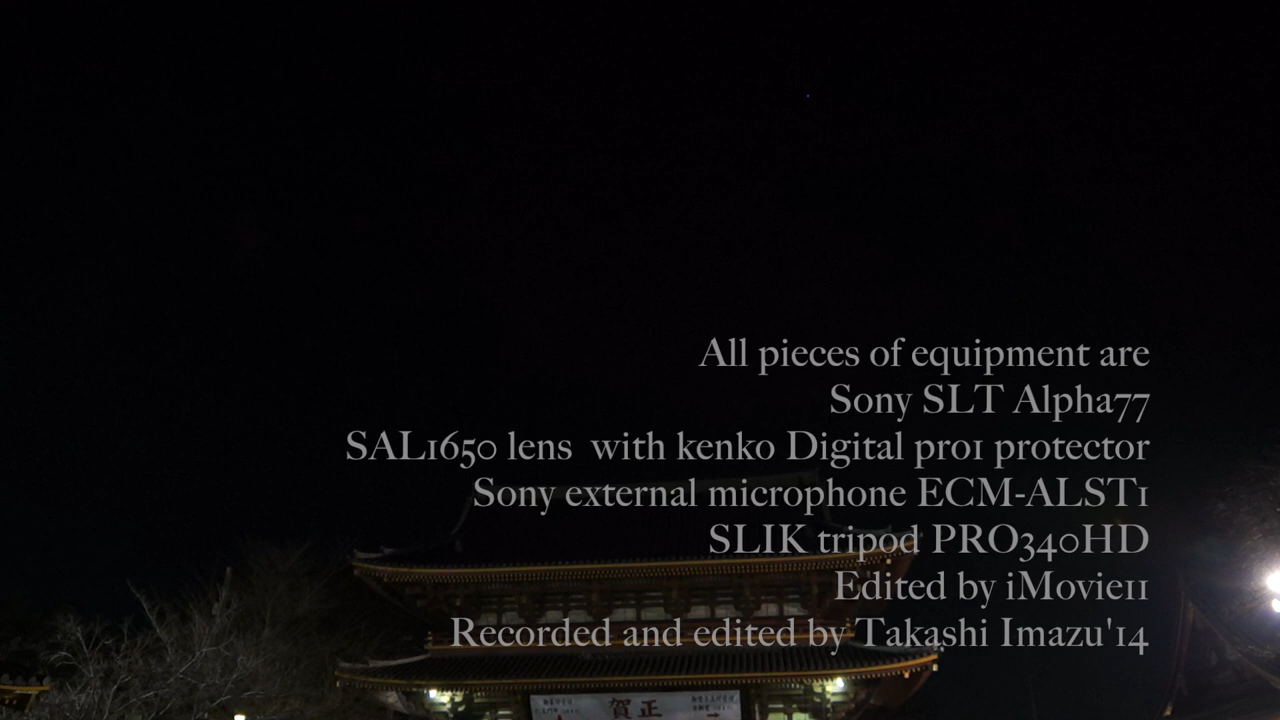 All pieces of equipment are
Sony SLT Alpha77
SAL1650 lens with kenko Digital pro1 protector
Sony external microphone ECM-ALST1
SLIK tripod PRO340HD
Edited by iMovie11
Recorded and edited by Takashi Imazu'14
賀正